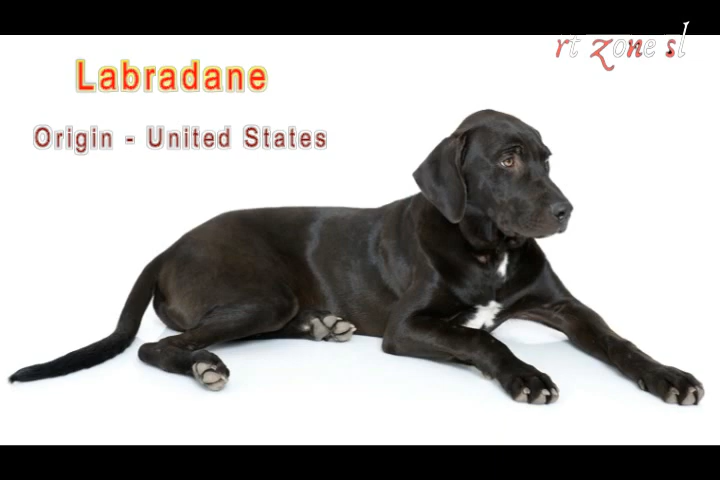 rt zone sl
Labradane
Origin - United States